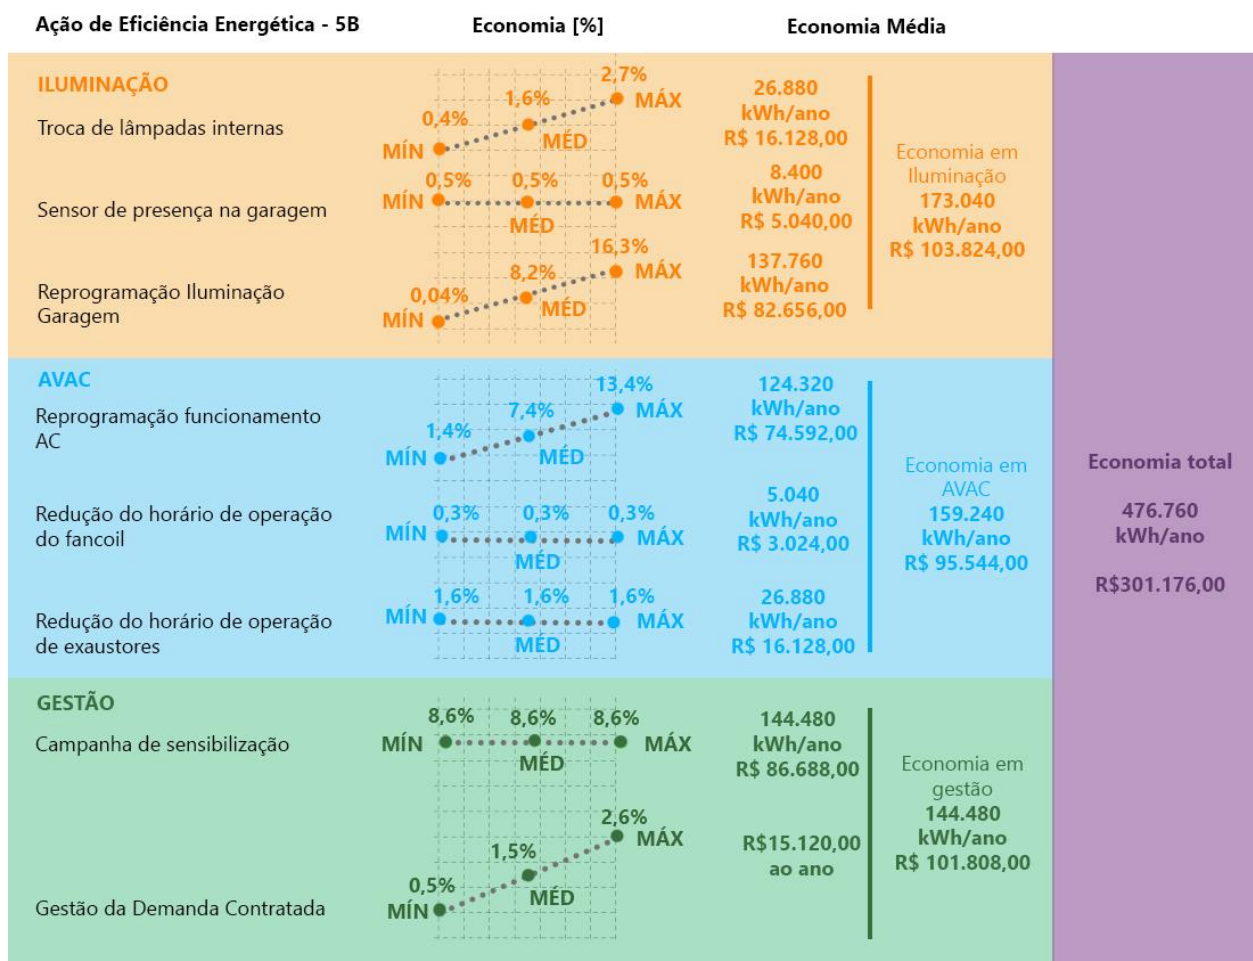 Ação de Eficiência Energética - 5B
Economia [%]
Economia Média
ILUMINAÇÃO
Troca de lâmpadas internas
0,4%
1,6%
2,7%
MÍN
MÉD
MÁX
26.880
kWh/ano
R$ 16.128,00
Sensor de presença na garagem
0,5%
0,5%
0,5%
MÍN
MÉD
MÁX
8.400
kWh/ano
R$ 5.040,00
Reprogramação Iluminação
Garagem
0,04%
8,2%
16,3%
MÍN
MÉD
MÁX
137.760
kWh/ano
R$ 82.656,00
Economia em
Iluminação
173.040
kWh/ano
R$ 103.824,00
AVAC
Reprogramação funcionamento
AC
1,4%
7,4%
13,4%
MÍN
MÉD
MÁX
124.320
kWh/ano
R$ 74.592,00
Redução do horário de operação
do fancoil
0,3%
0,3%
0,3%
MÍN
MÉD
MÁX
5.040
kWh/ano
R$ 3.024,00
Redução do horário de operação
de exaustores
1,6%
1,6%
1,6%
MÍN
MÉD
MÁX
26.880
kWh/ano
R$ 16.128,00
Economia em
AVAC
159.240
kWh/ano
R$ 95.544,00
GESTÃO
Campanha de sensibilização
8,6%
8,6%
8,6%
MÍN
MÉD
MÁX
144.480
kWh/ano
R$ 86.688,00
Gestão da Demanda Contratada
0,5%
1,5%
2,6%
MÍN
MÉD
MÁX
R$15.120,00
ao ano
Economia em
gestão
144.480
kWh/ano
R$ 101.808,00
Economia total
476.760
kWh/ano
R$301.176,00